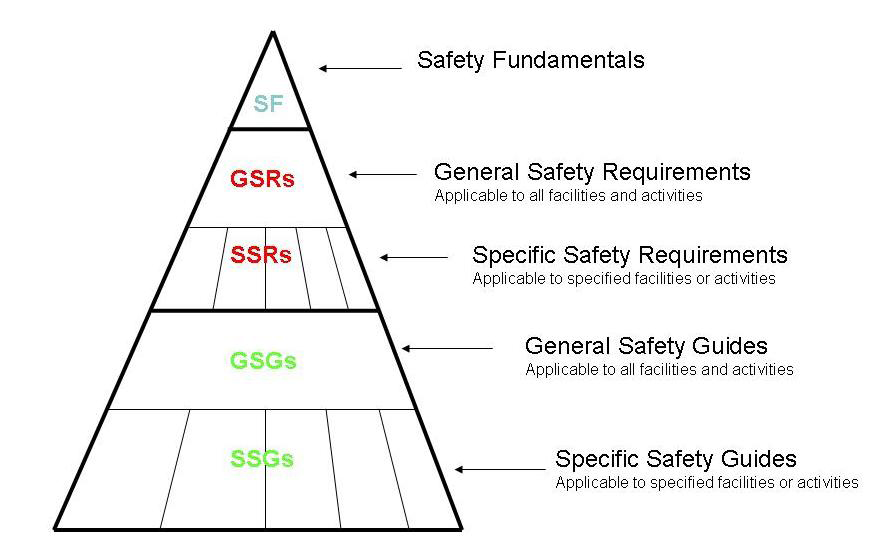 Safety Fundamentals
SF
GSRs
General Safety Requirements
Applicable to all facilities and activities
SSRs
Specific Safety Requirements
Applicable to specified facilities or activities
GSGs
General Safety Guides
Applicable to all facilities and activities
SSGs
Specific Safety Guides
Applicable to specified facilities or activities